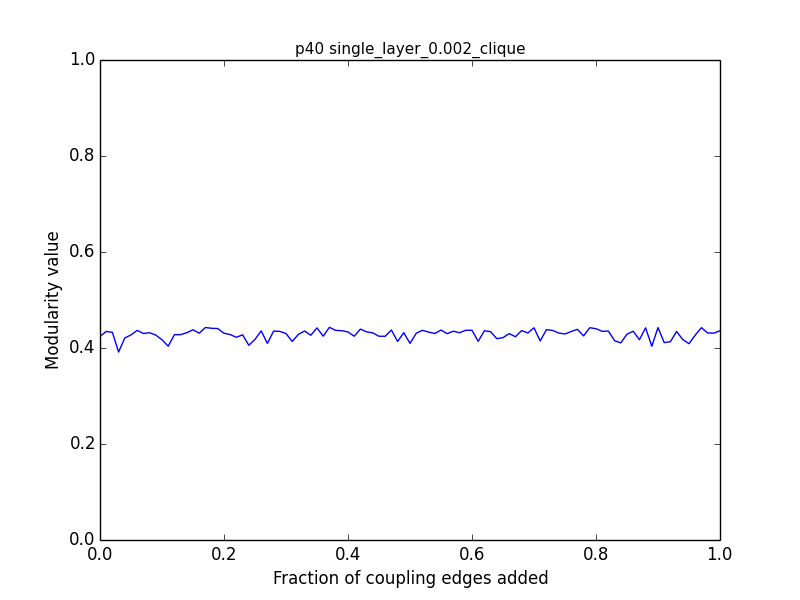 p40 single_layer_0.002_clique
1.0
0.8
0.6
0.4
0.2
0.0
Modularity value
0.0 0.2 0.4 0.6 0.8 1.0
Fraction of coupling edges added